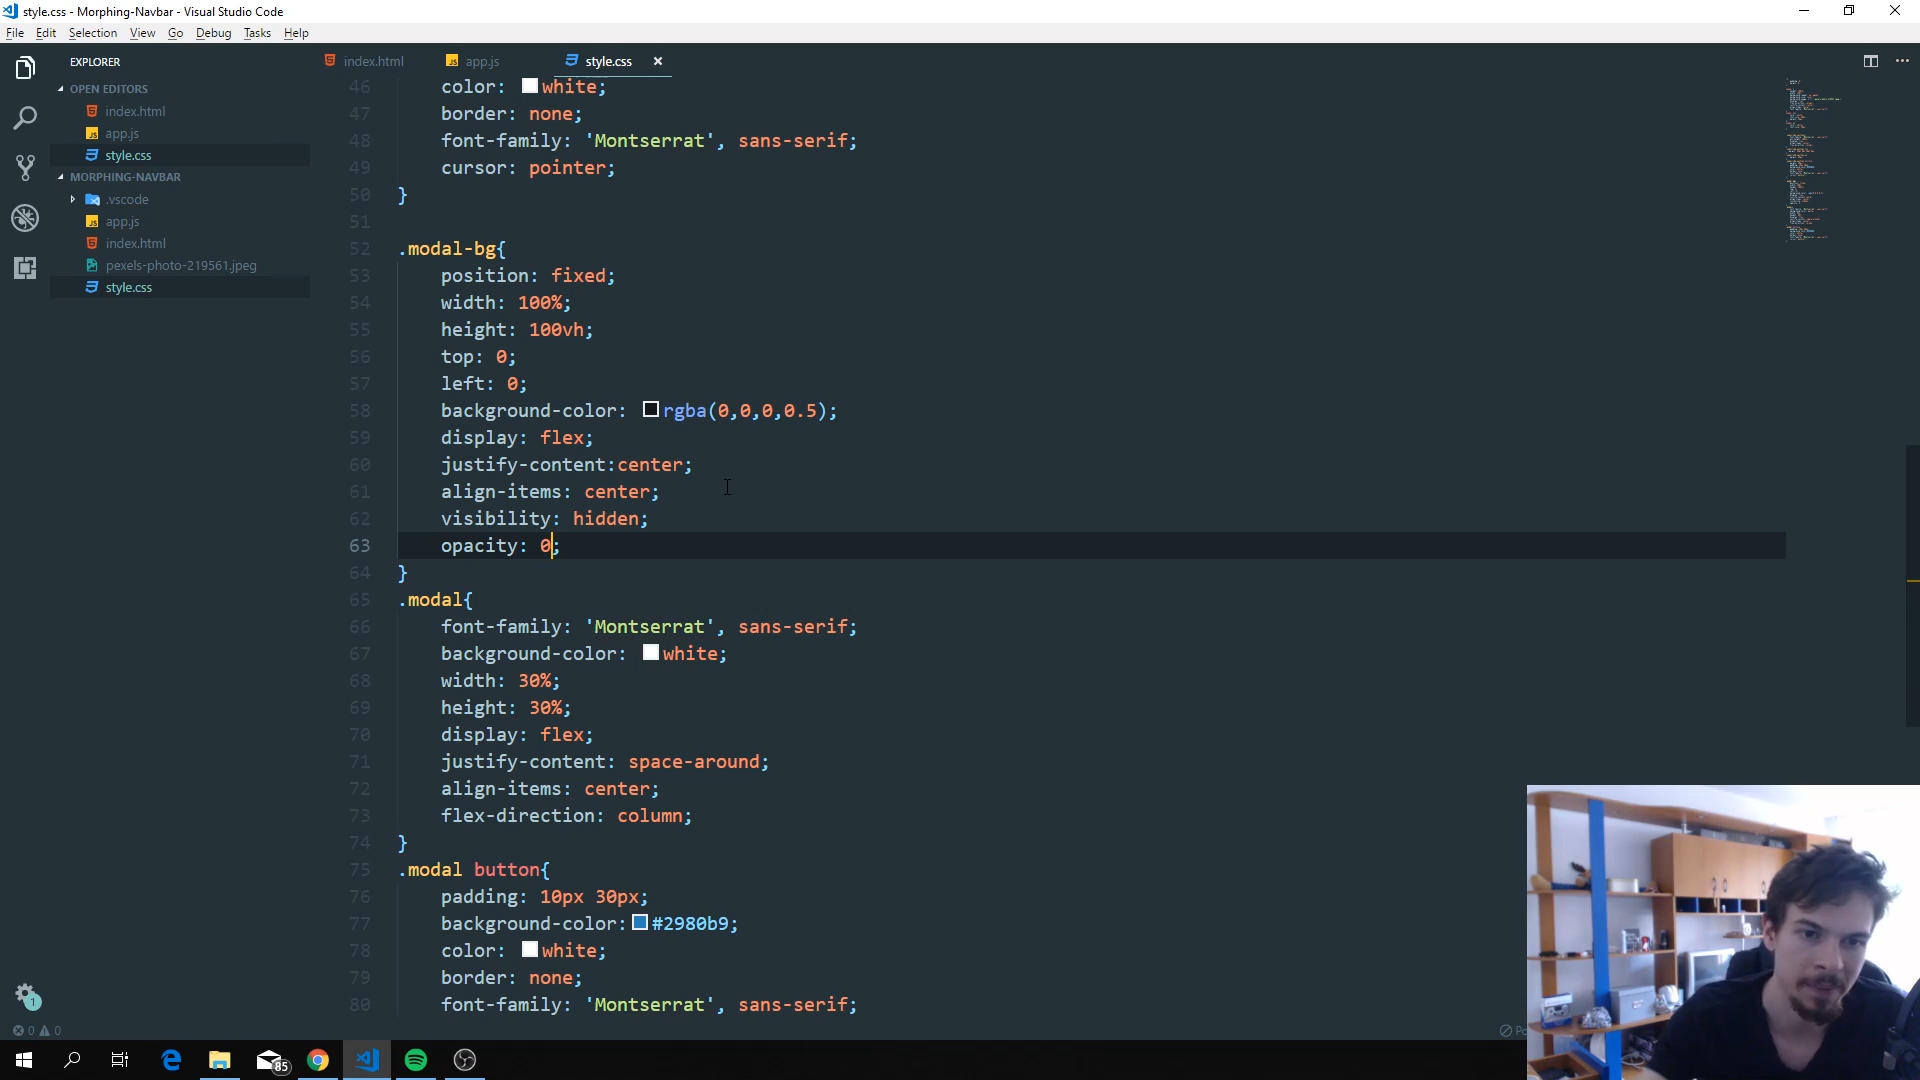 style.css - Morphing-Navbar - Visual Studio Code
File Edit Selection View Go Debug Tasks Help
EXPLORER
OPEN EDITORS
index.html
app.js
style.css
MORPHING-NAVBAR
.vscode
app.js
index.html
pexels-photo-219561.jpeg
style.css
index.html app.js style.css
46 color: white;
47 border: none;
48 font-family: 'Montserrat', sans-serif;
49 cursor: pointer;
50 }
51
52 .modal-bg{
53 position: fixed;
54 width: 100%;
55 height: 100vh;
56 top: 0;
57 left: 0;
58 background-color: rgba(0,0,0,0.5);
59 display: flex;
60 justify-content:center;
61 align-items: center;
62 visibility: hidden;
63 opacity: 0;
64 }
65 .modal{
66 font-family: 'Montserrat', sans-serif;
67 background-color: white;
68 width: 30%;
69 height: 30%;
70 display: flex;
71 justify-content: space-around;
72 align-items: center;
73 flex-direction: column;
74 }
75 .modal button{
76 padding: 10px 30px;
77 background-color: #2980b9;
78 color: white;
79 border: none;
80 font-family: 'Montserrat', sans-serif;
1
0 0
85